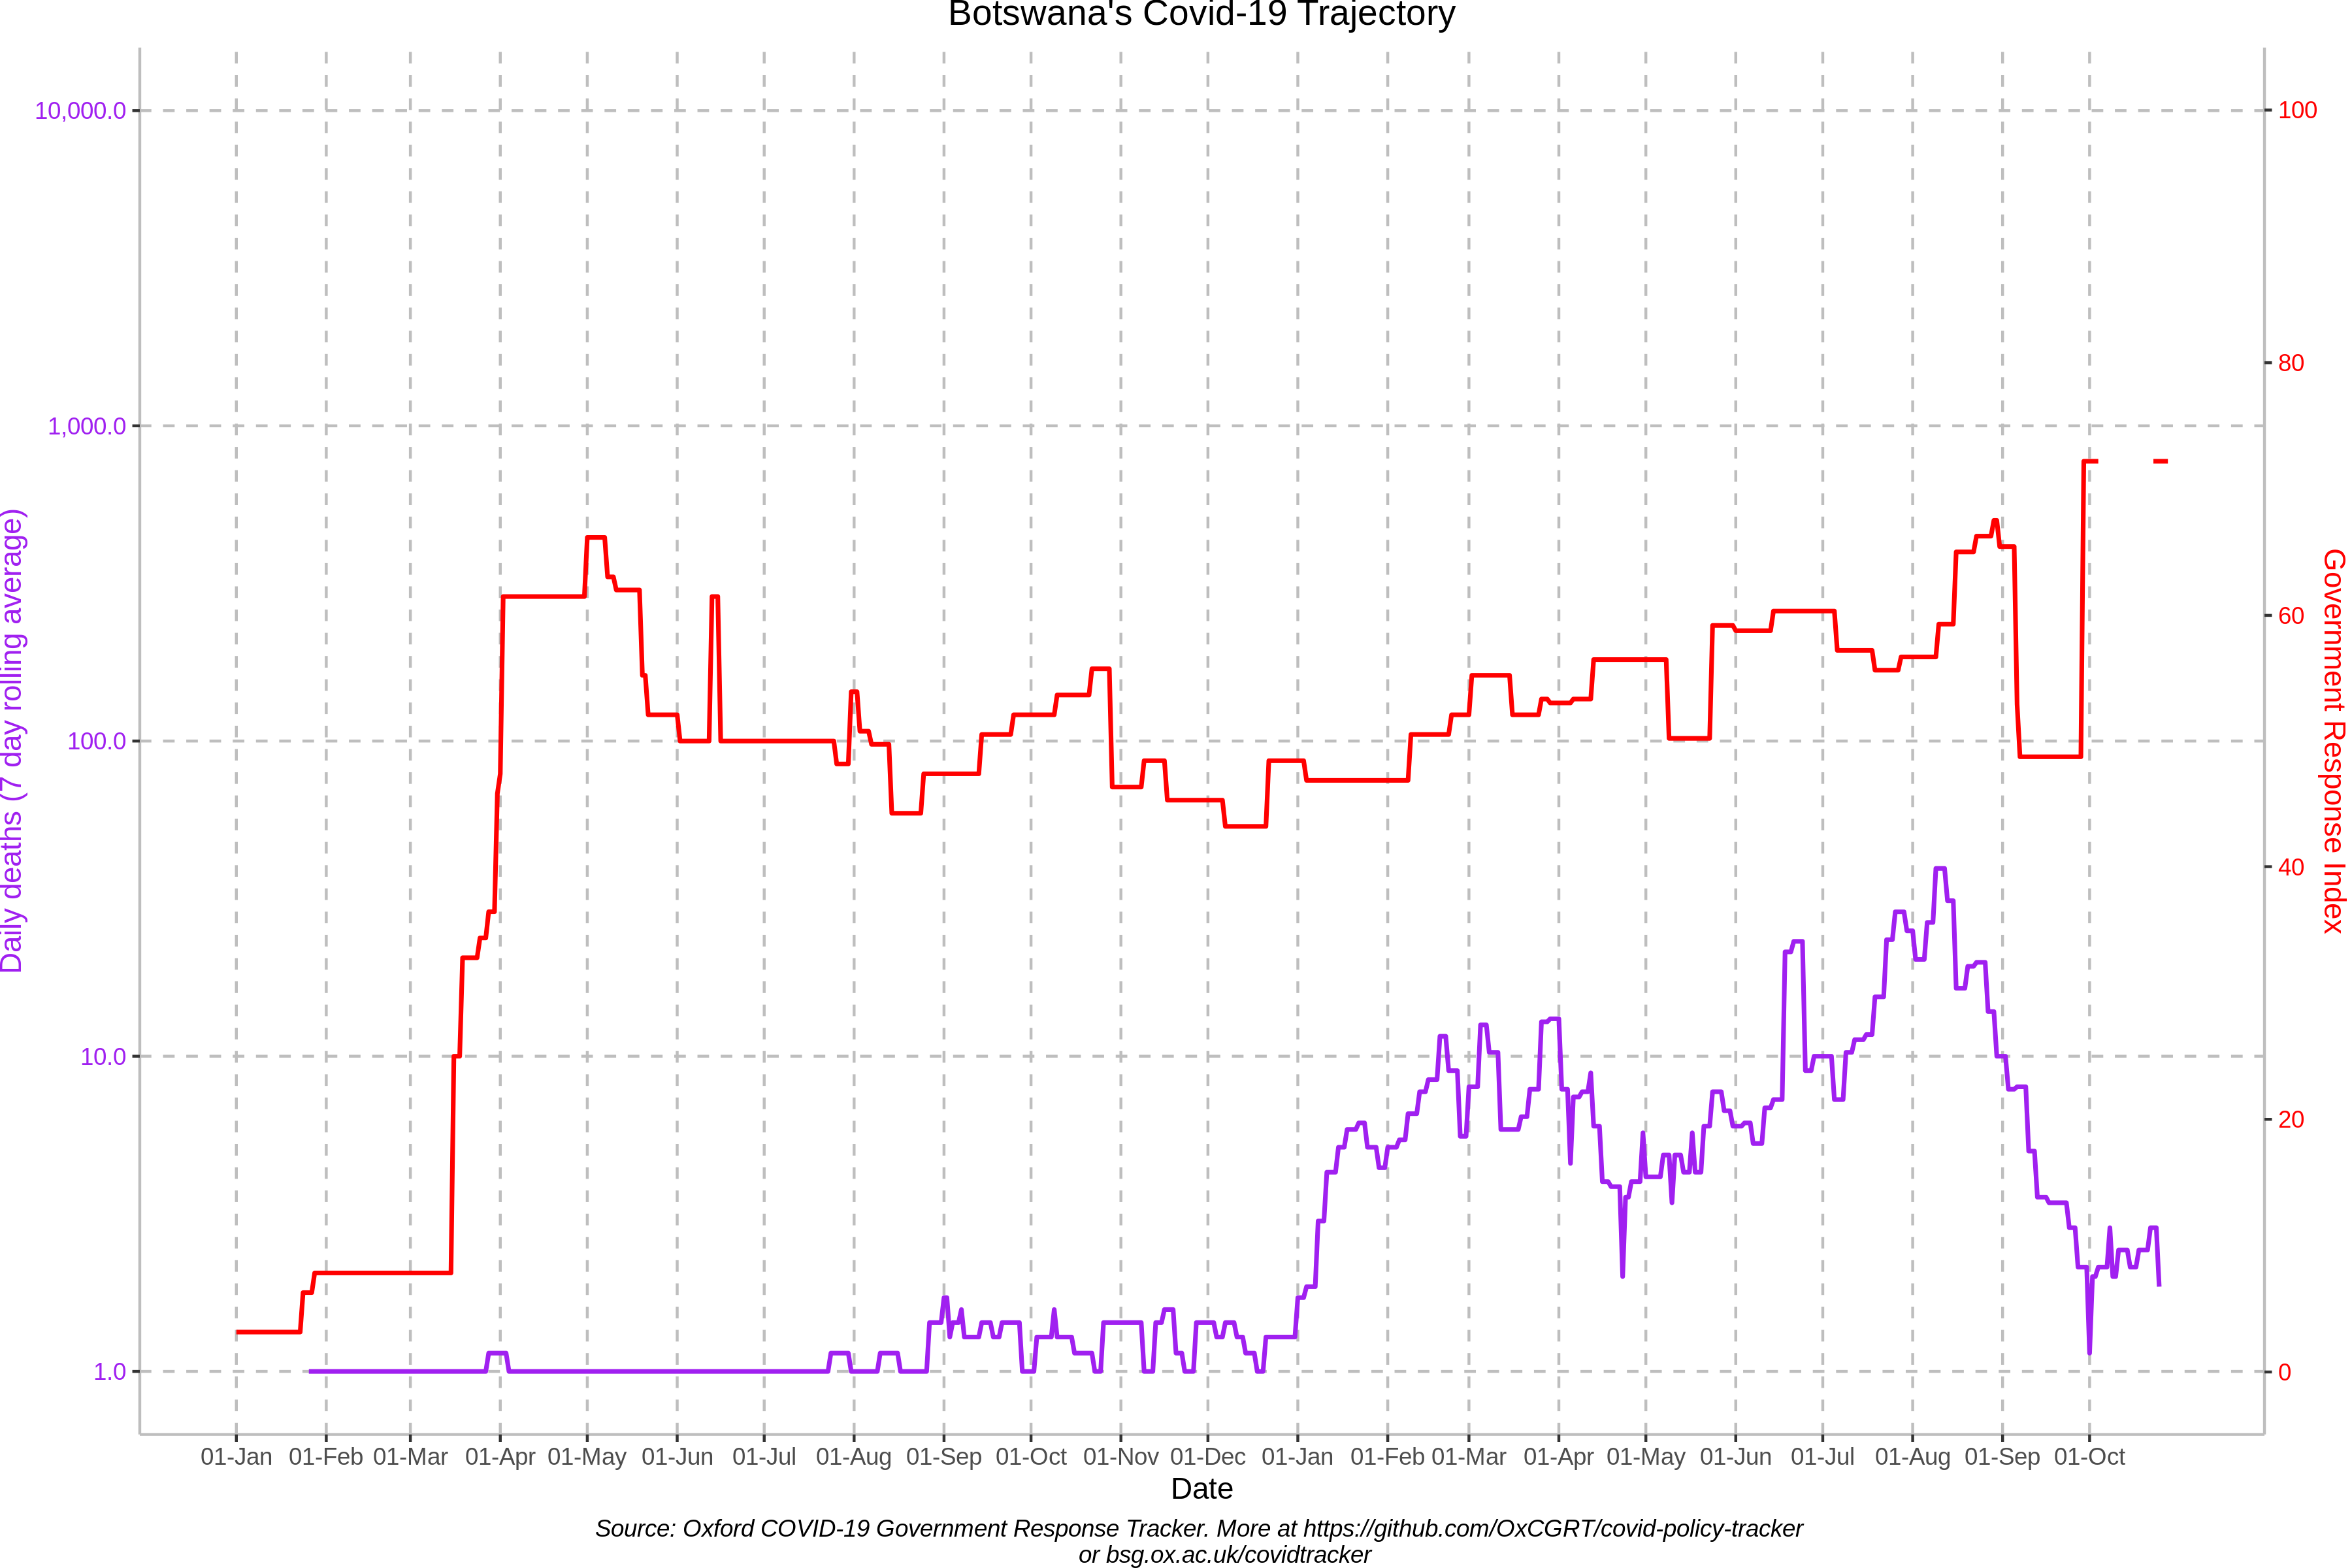 Botswana's Covid-19 Trajectory
10,000.0
1,000.0
100.0
10.0
1.0
Daily deaths (7 day rolling average)
100
80
60
40
20
0
Government Response Index
01-Jan 01-Feb 01-Mar 01-Apr 01-May 01-Jun 01-Jul 01-Aug 01-Sep 01-Oct 01-Nov 01-Dec 01-Jan 01-Feb 01-Mar 01-Apr 01-May 01-Jun 01-Jul 01-Aug 01-Sep 01-Oct
Date
Source: Oxford COVID-19 Government Response Tracker. More at https://github.com/OxCGRT/covid-policy-tracker
or bsg.ox.ac.uk/covidtracker